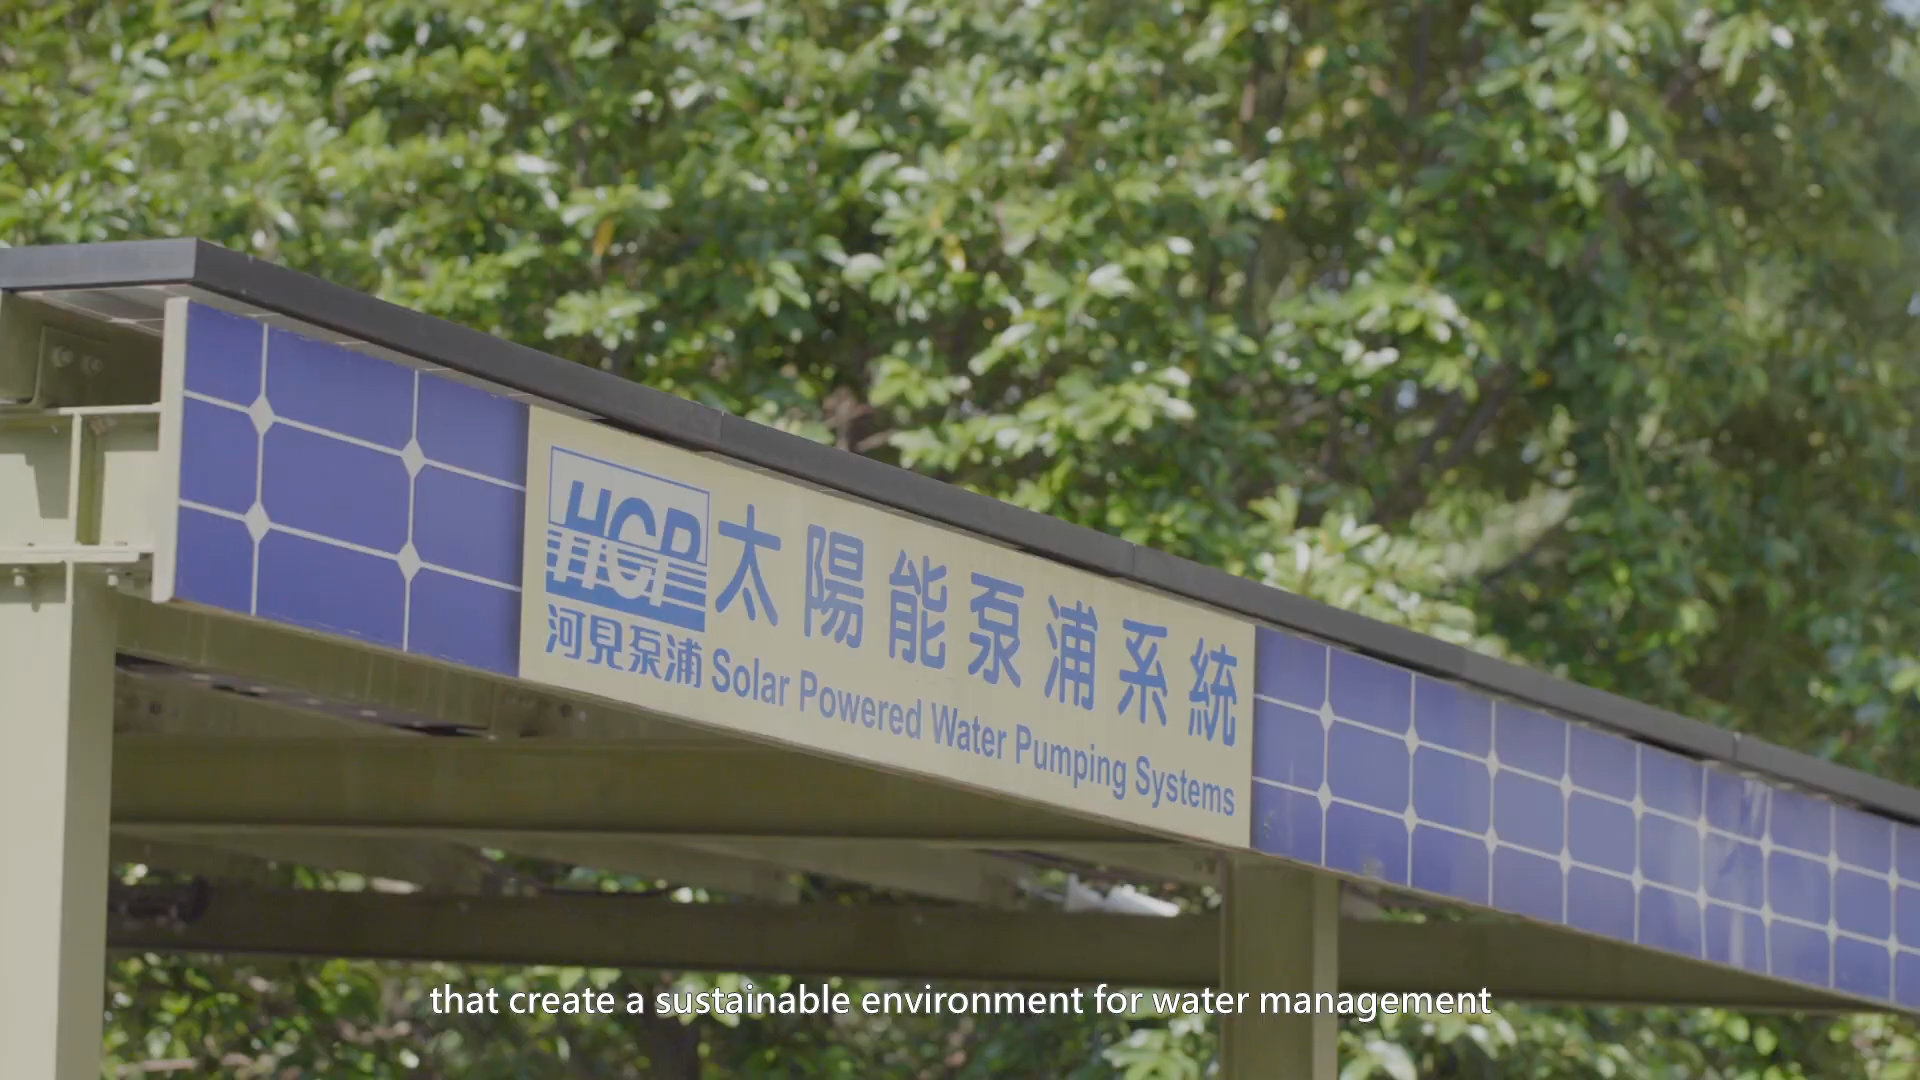 HCP
太陽能泵浦系統
河見泵浦
Solar Powered Water Pumping Systems
that create a sustainable environment for water management